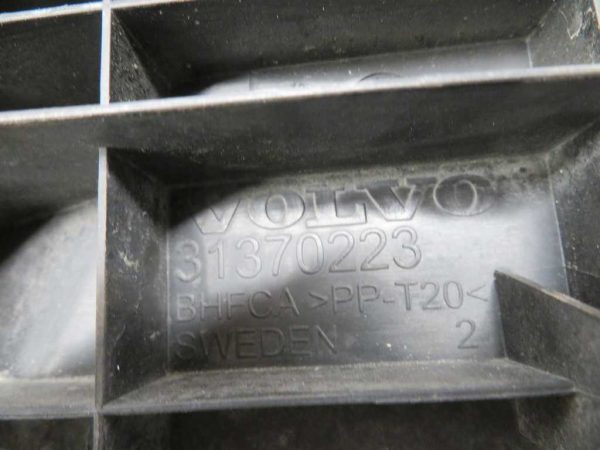 VOLVO
31370223
BHFCA >PP-T20<
SWEDEN 2